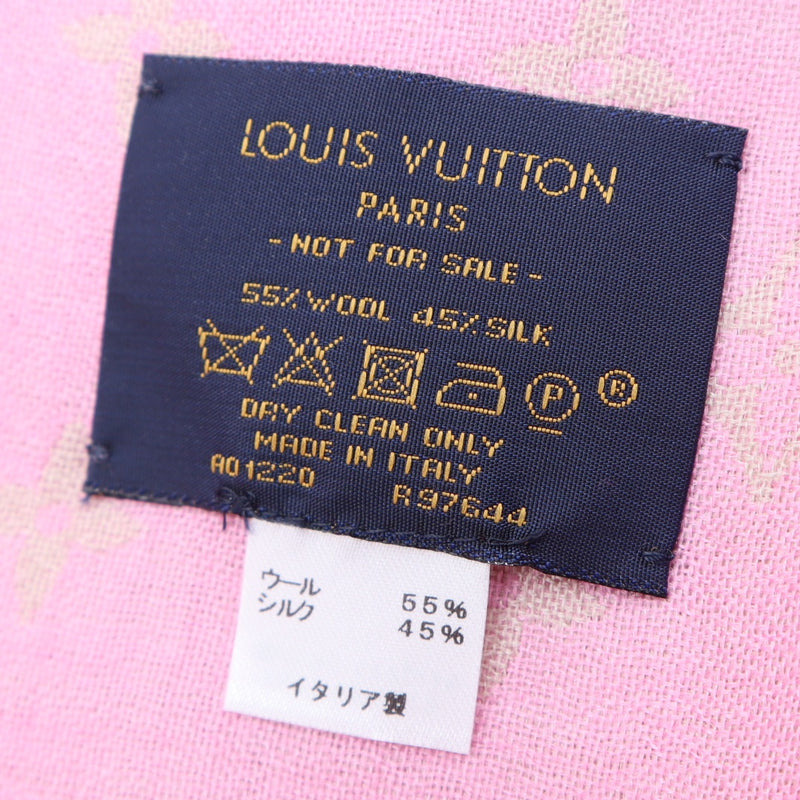 LOUIS VUITTON
PARIS
- NOT FOR SALE -
55% WOOL 45% SILK
P R
DRY CLEAN ONLY
MADE IN ITALY
A01220 R97644
ウール 55%
シルク 45%
イタリア製